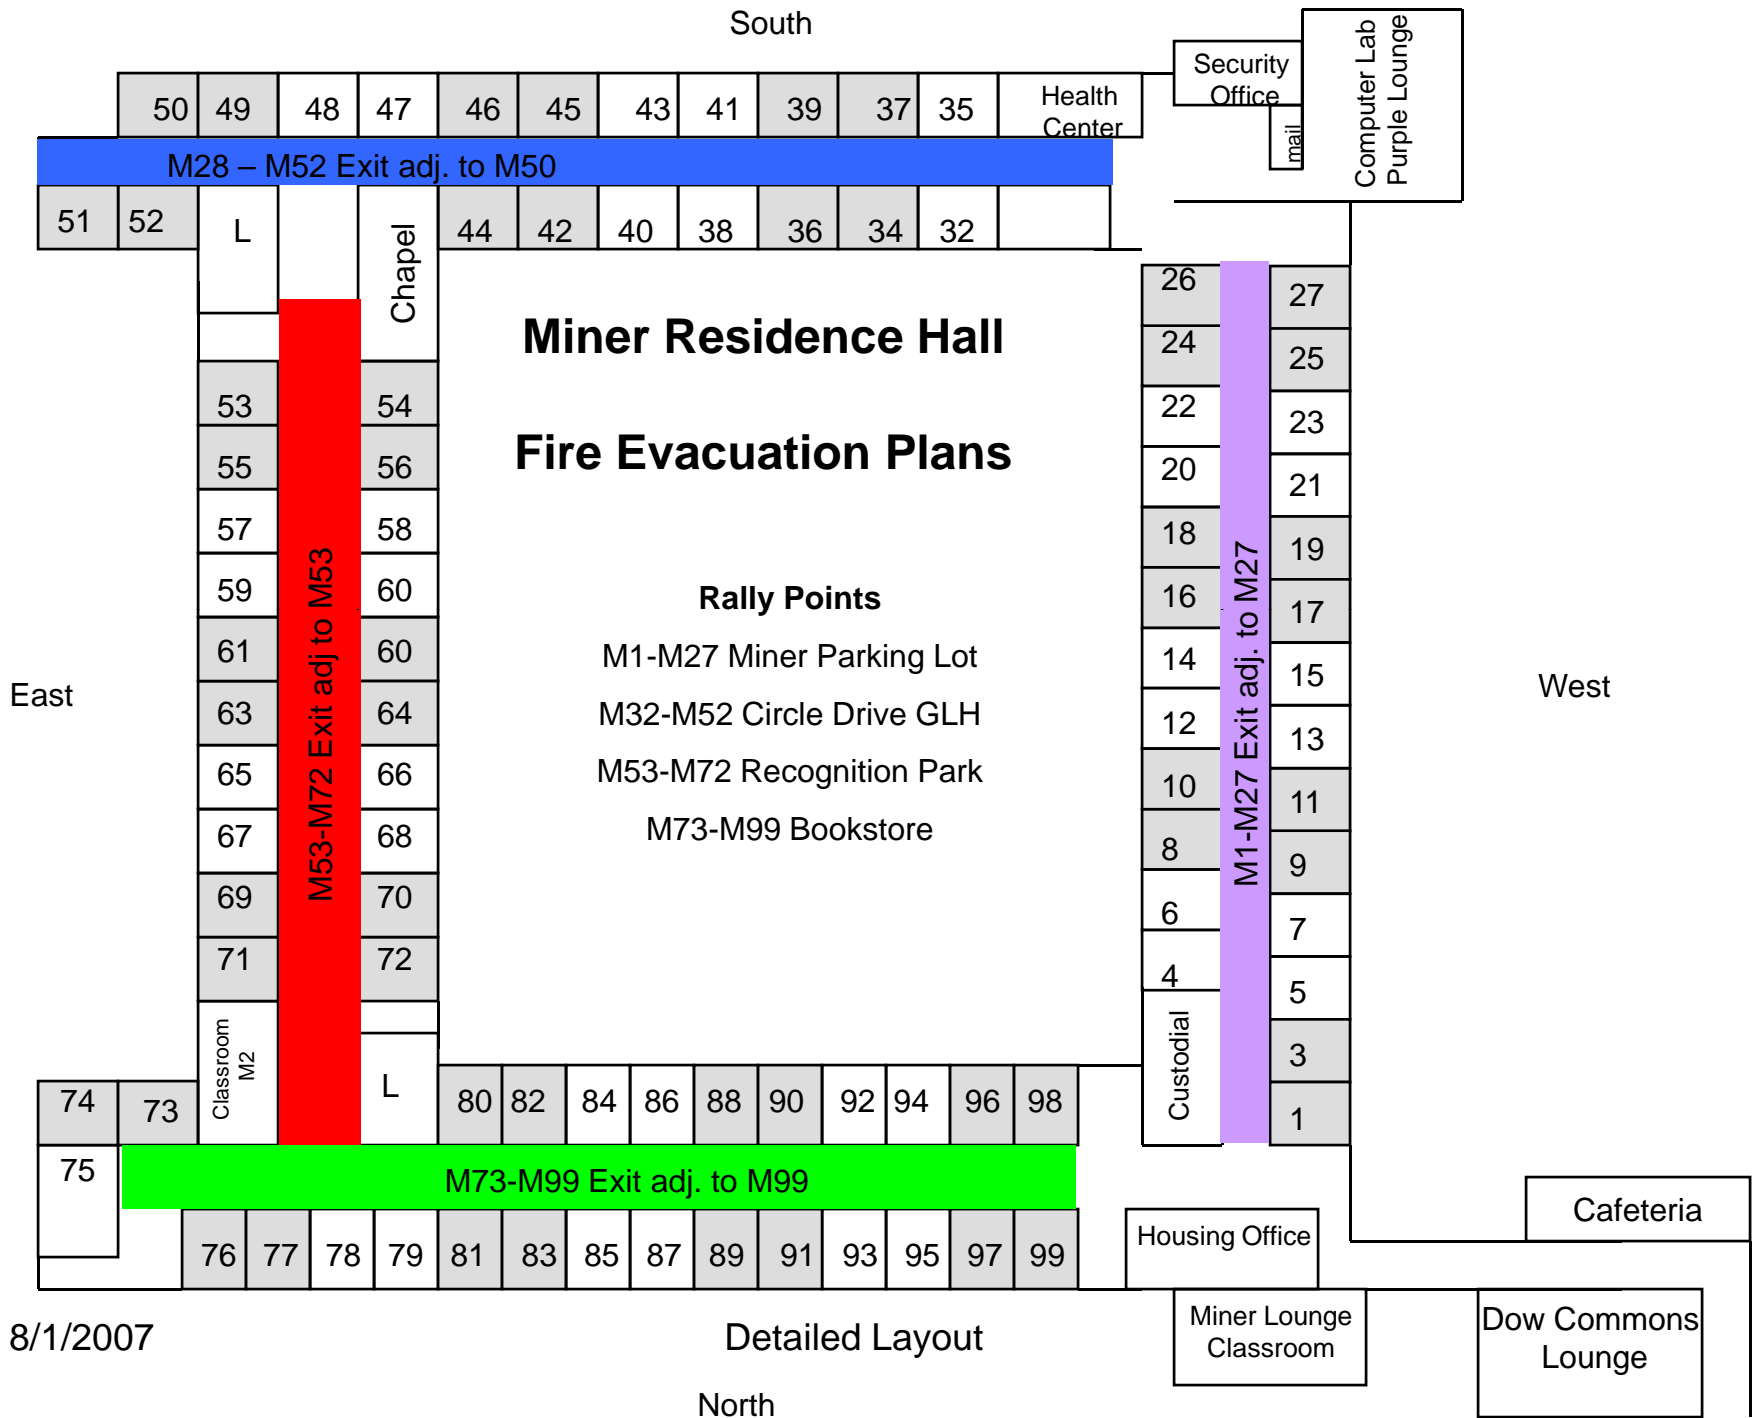 South
Security
Office
Computer Lab
Purple Lounge
mail
50 49 48 47 46 45 43 41 39 37 35
Health
Center
M28 – M52 Exit adj. to M50
51 52 L Chapel 44 42 40 38 36 34 32
Miner Residence Hall
Fire Evacuation Plans
Rally Points
M1-M27 Miner Parking Lot
M32-M52 Circle Drive GLH
M53-M72 Recognition Park
M73-M99 Bookstore
East
West
53 54
55 56
57 58
59 60
61 60
63 64
65 66
67 68
69 70
71 72
M53-M72 Exit adj to M53
Classroom
M2
L
26 27
24 25
22 23
20 21
18 19
16 17
14 15
12 13
10 11
8 9
6 7
4 5
3
1
Custodial
M1-M27 Exit adj. to M27
74 73 80 82 84 86 88 90 92 94 96 98
75
M73-M99 Exit adj. to M99
76 77 78 79 81 83 85 87 89 91 93 95 97 99
Housing Office
Cafeteria
Miner Lounge
Classroom
Dow Commons
Lounge
8/1/2007
Detailed Layout
North